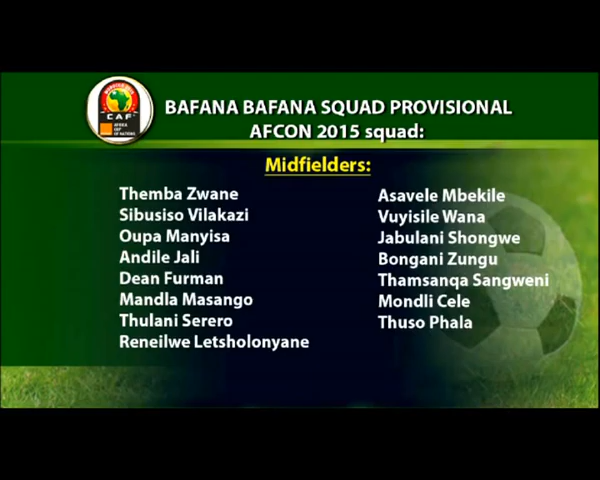 BAFANA BAFANA SQUAD PROVISIONAL
AFCON 2015 squad:
CAF
Midfielders:
Themba Zwane
Sibusiso Vilakazi
Oupa Manyisa
Andile Jali
Dean Furman
Mandla Masango
Thulani Serero
Reneilwe Letsholonyane
Asavele Mbekile
Vuyisile Wana
Jabulani Shongwe
Bongani Zungu
Thamsanqa Sangweni
Mondli Cele
Thuso Phala